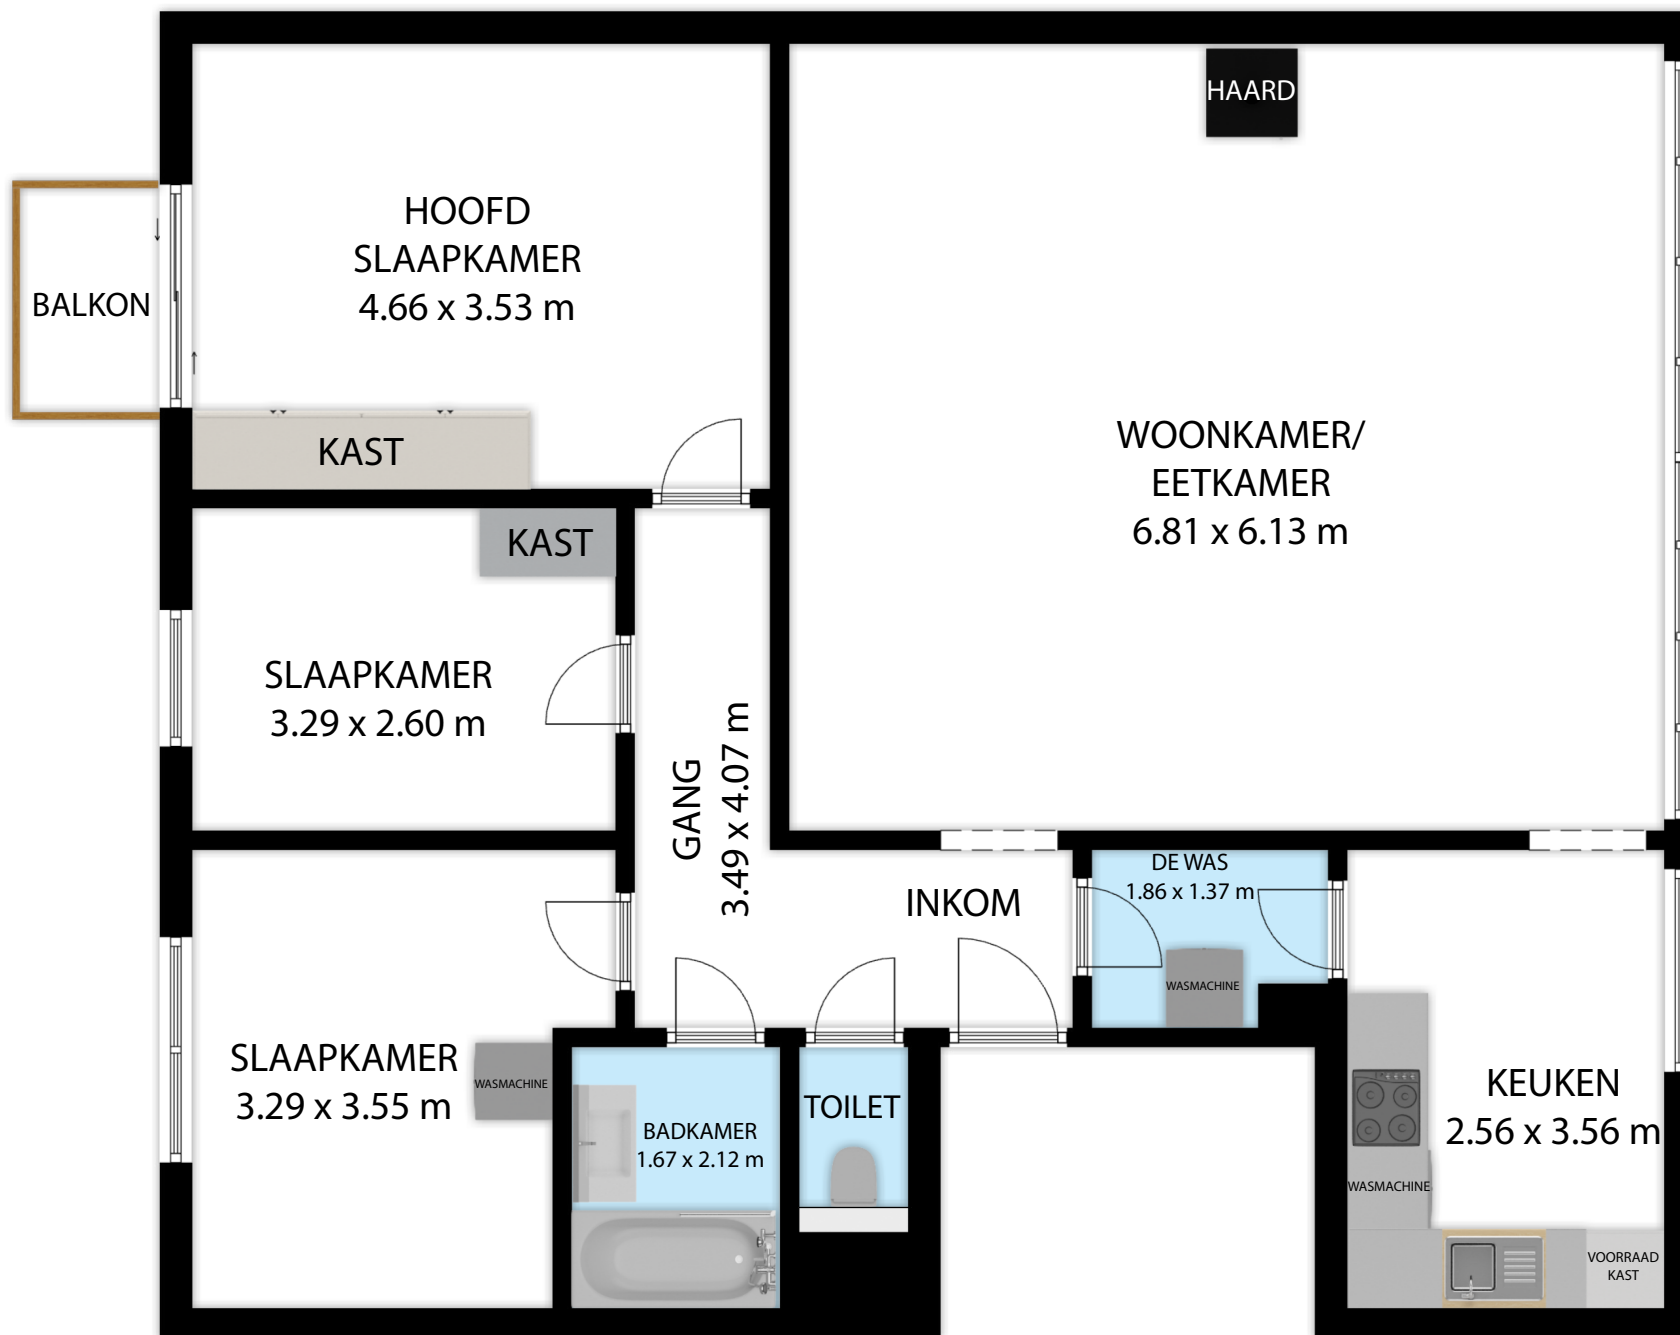 HAARD
HOOFD
SLAAPKAMER
4.66 x 3.53 m
BALKON
KAST
WOONKAMER/
EETKAMER
6.81 x 6.13 m
KAST
SLAAPKAMER
3.29 x 2.60 m
GANG
3.49 x 4.07 m
INKOM
DE WAS
1.86 x 1.37 m
WASMACHINE
SLAAPKAMER
3.29 x 3.55 m
WASMACHINE
BADKAMER
1.67 x 2.12 m
TOILET
KEUKEN
2.56 x 3.56 m
WASMACHINE
VOORRAAD
KAST